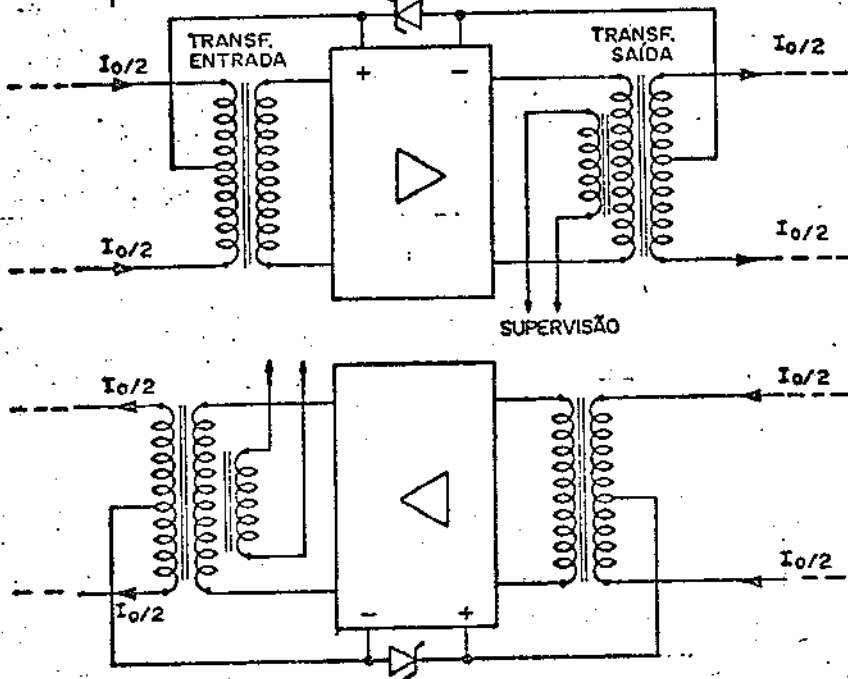 TRANSF.
ENTRADA
TRANSF.
SAÍDA
I₀/2
I₀/2
+
−
I₀/2
I₀/2
SUPERVISÃO
I₀/2
I₀/2
I₀/2
I₀/2
−
+